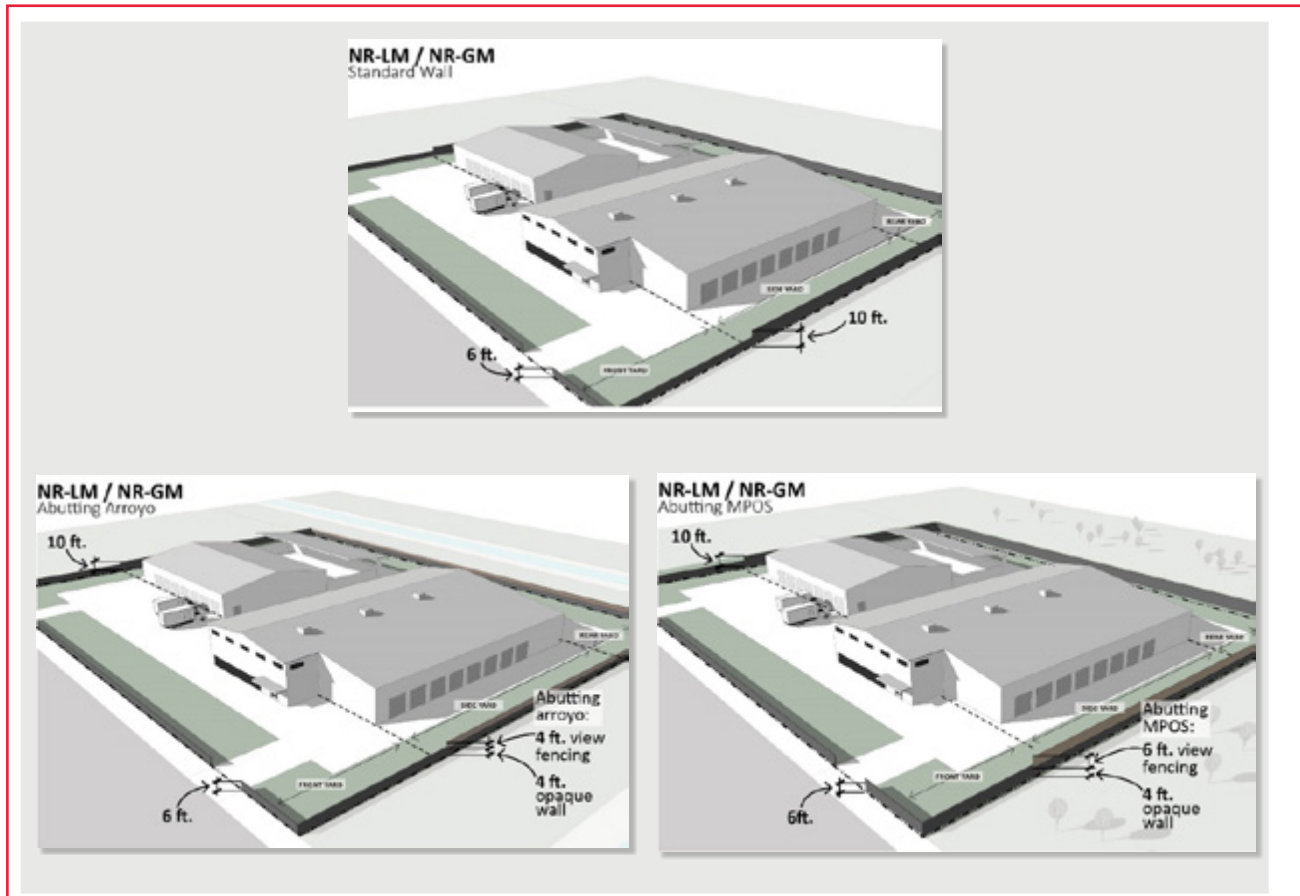 NR-LM / NR-GM
Standard Wall
REAR YARD
SIDE YARD
10 ft.
6 ft.
FRONT YARD
NR-LM / NR-GM
Abutting Arroyo
10 ft.
REAR YARD
SIDE YARD
Abutting
arroyo:
4 ft. view
fencing
4 ft.
opaque
wall
FRONT YARD
6 ft.
NR-LM / NR-GM
Abutting MPOS
10 ft.
REAR YARD
SIDE YARD
Abutting
MPOS:
6 ft. view
fencing
4 ft.
opaque
wall
FRONT YARD
6ft.